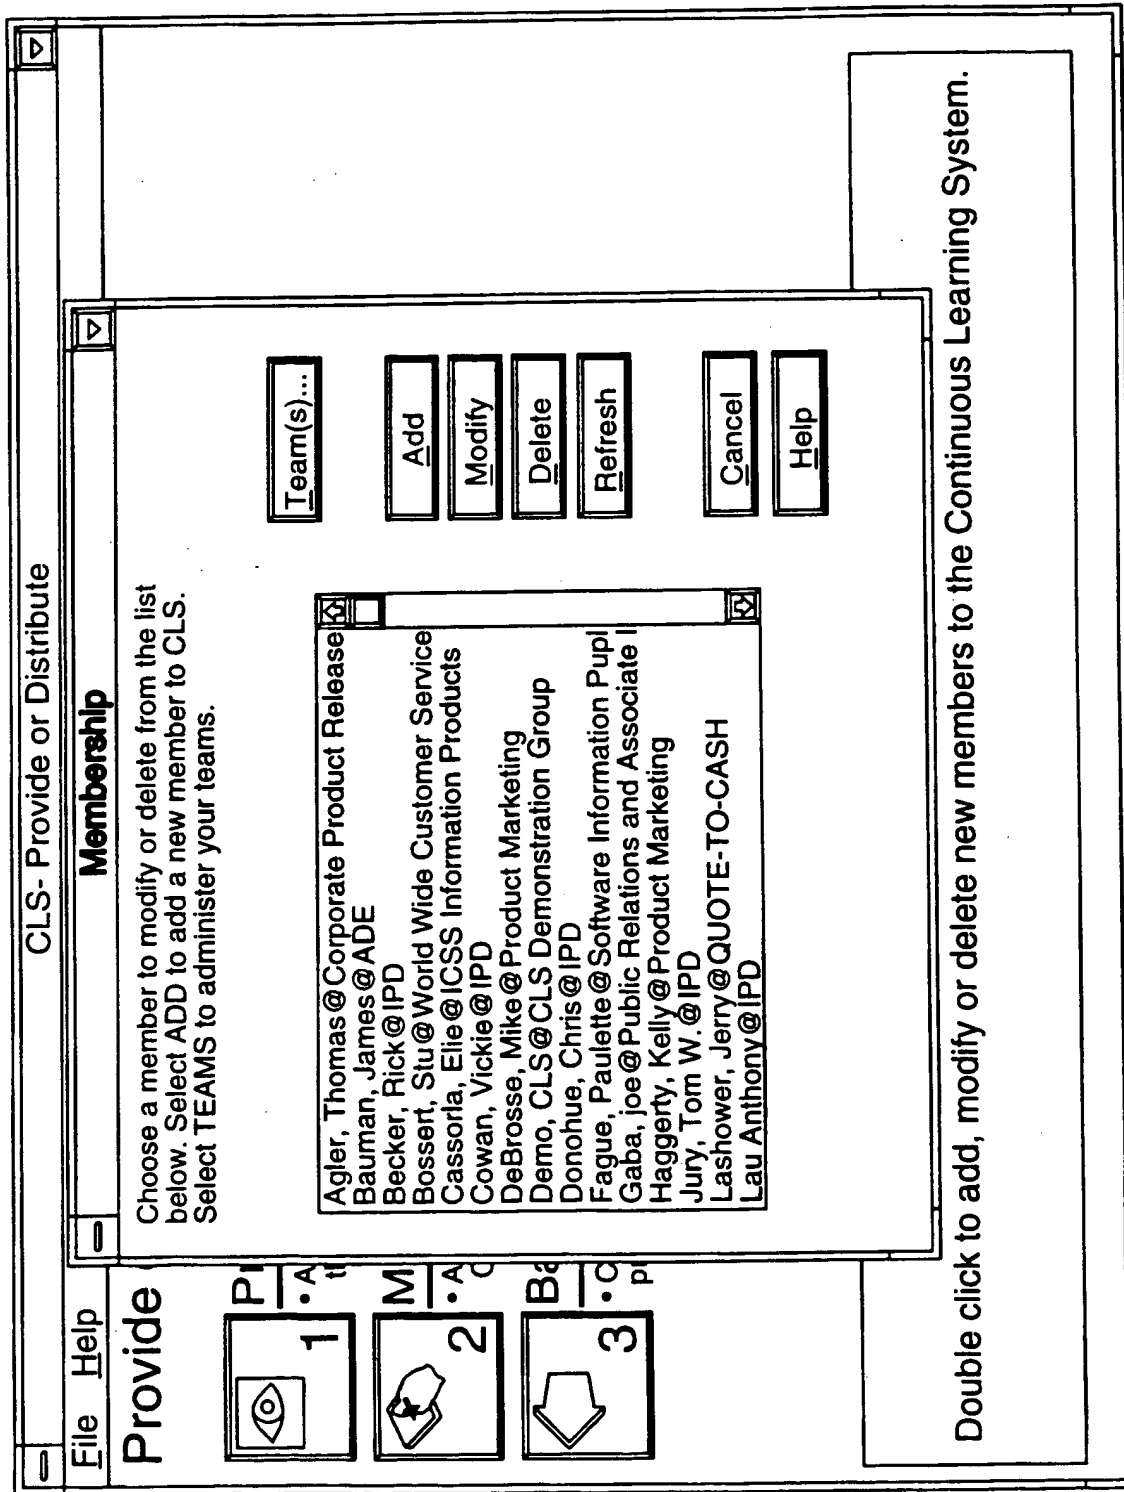 CLS- Provide or Distribute
File Help
Provide
Membership
Choose a member to modify or delete from the list
below. Select ADD to add a new member to CLS.
Select TEAMS to administer your teams.
Agler, Thomas@Corporate Product Release
Bauman, James@ADE
Becker, Rick@IPD
Bossert, Stu@World Wide Customer Service
Cassorla, Elie@ICSS Information Products
Cowan, Vickie@IPD
DeBrosse, Mike@Product Marketing
Demo, CLS@CLS Demonstration Group
Donohue, Chris@IPD
Fague, Paulette@Software Information Pupl
Gaba, joe@Public Relations and Associate I
Haggerty, Kelly@Product Marketing
Jury, Tom W.@IPD
Lashower, Jerry@QUOTE-TO-CASH
Lau Anthony@IPD
Team(s)...
Add
Modify
Delete
Refresh
Cancel
Help
1
2
M
• A
3
Ba
• C
Double click to add, modify or delete new members to the Continuous Learning System.